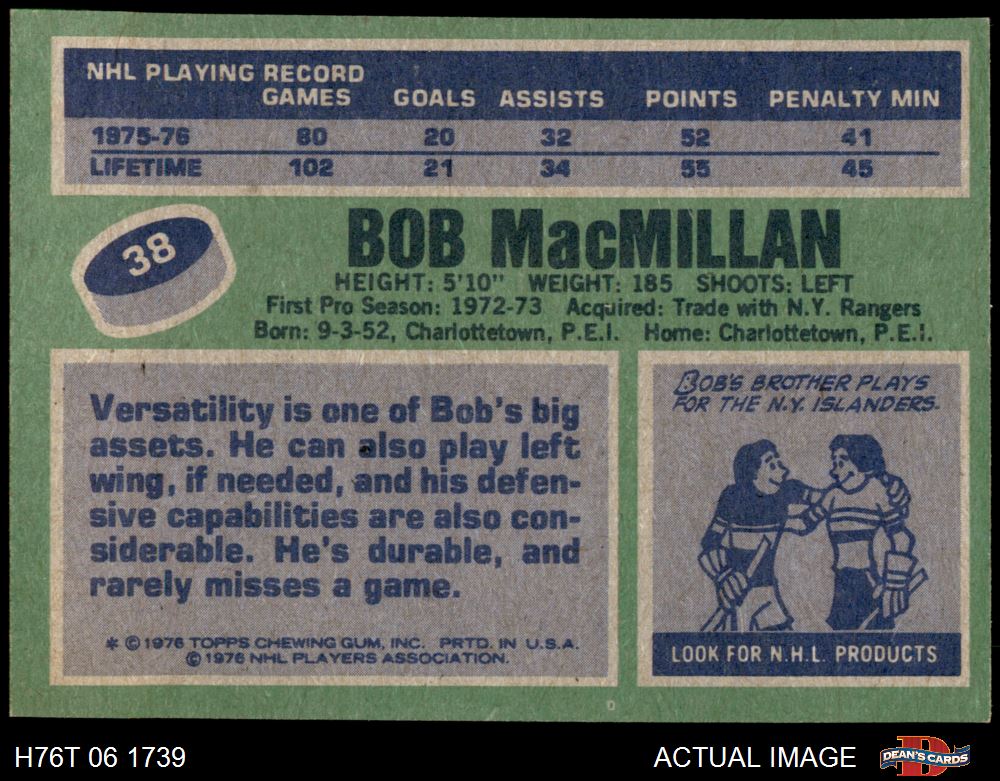 NHL PLAYING RECORD
GAMES GOALS ASSISTS POINTS PENALTY MIN
1975-76 80 20 32 52 41
LIFETIME 102 21 34 55 45
38
BOB MacMILLAN
HEIGHT: 5'10" WEIGHT: 185 SHOOTS: LEFT
First Pro Season: 1972-73 Acquired: Trade with N.Y. Rangers
Born: 9-3-52, Charlottetown, P.E.I. Home: Charlottetown, P.E.I.
Versatility is one of Bob's big
assets. He can also play left
wing, if needed, and his defen-
sive capabilities are also con-
siderable. He's durable, and
rarely misses a game.
* © 1976 TOPPS CHEWING GUM, INC. PRTD. IN U.S.A.
© 1976 NHL PLAYERS ASSOCIATION.
BOB'S BROTHER PLAYS
FOR THE N.Y. ISLANDERS.
LOOK FOR N.H.L. PRODUCTS
D
H76T 06 1739 ACTUAL IMAGE
DEAN'S CARDS